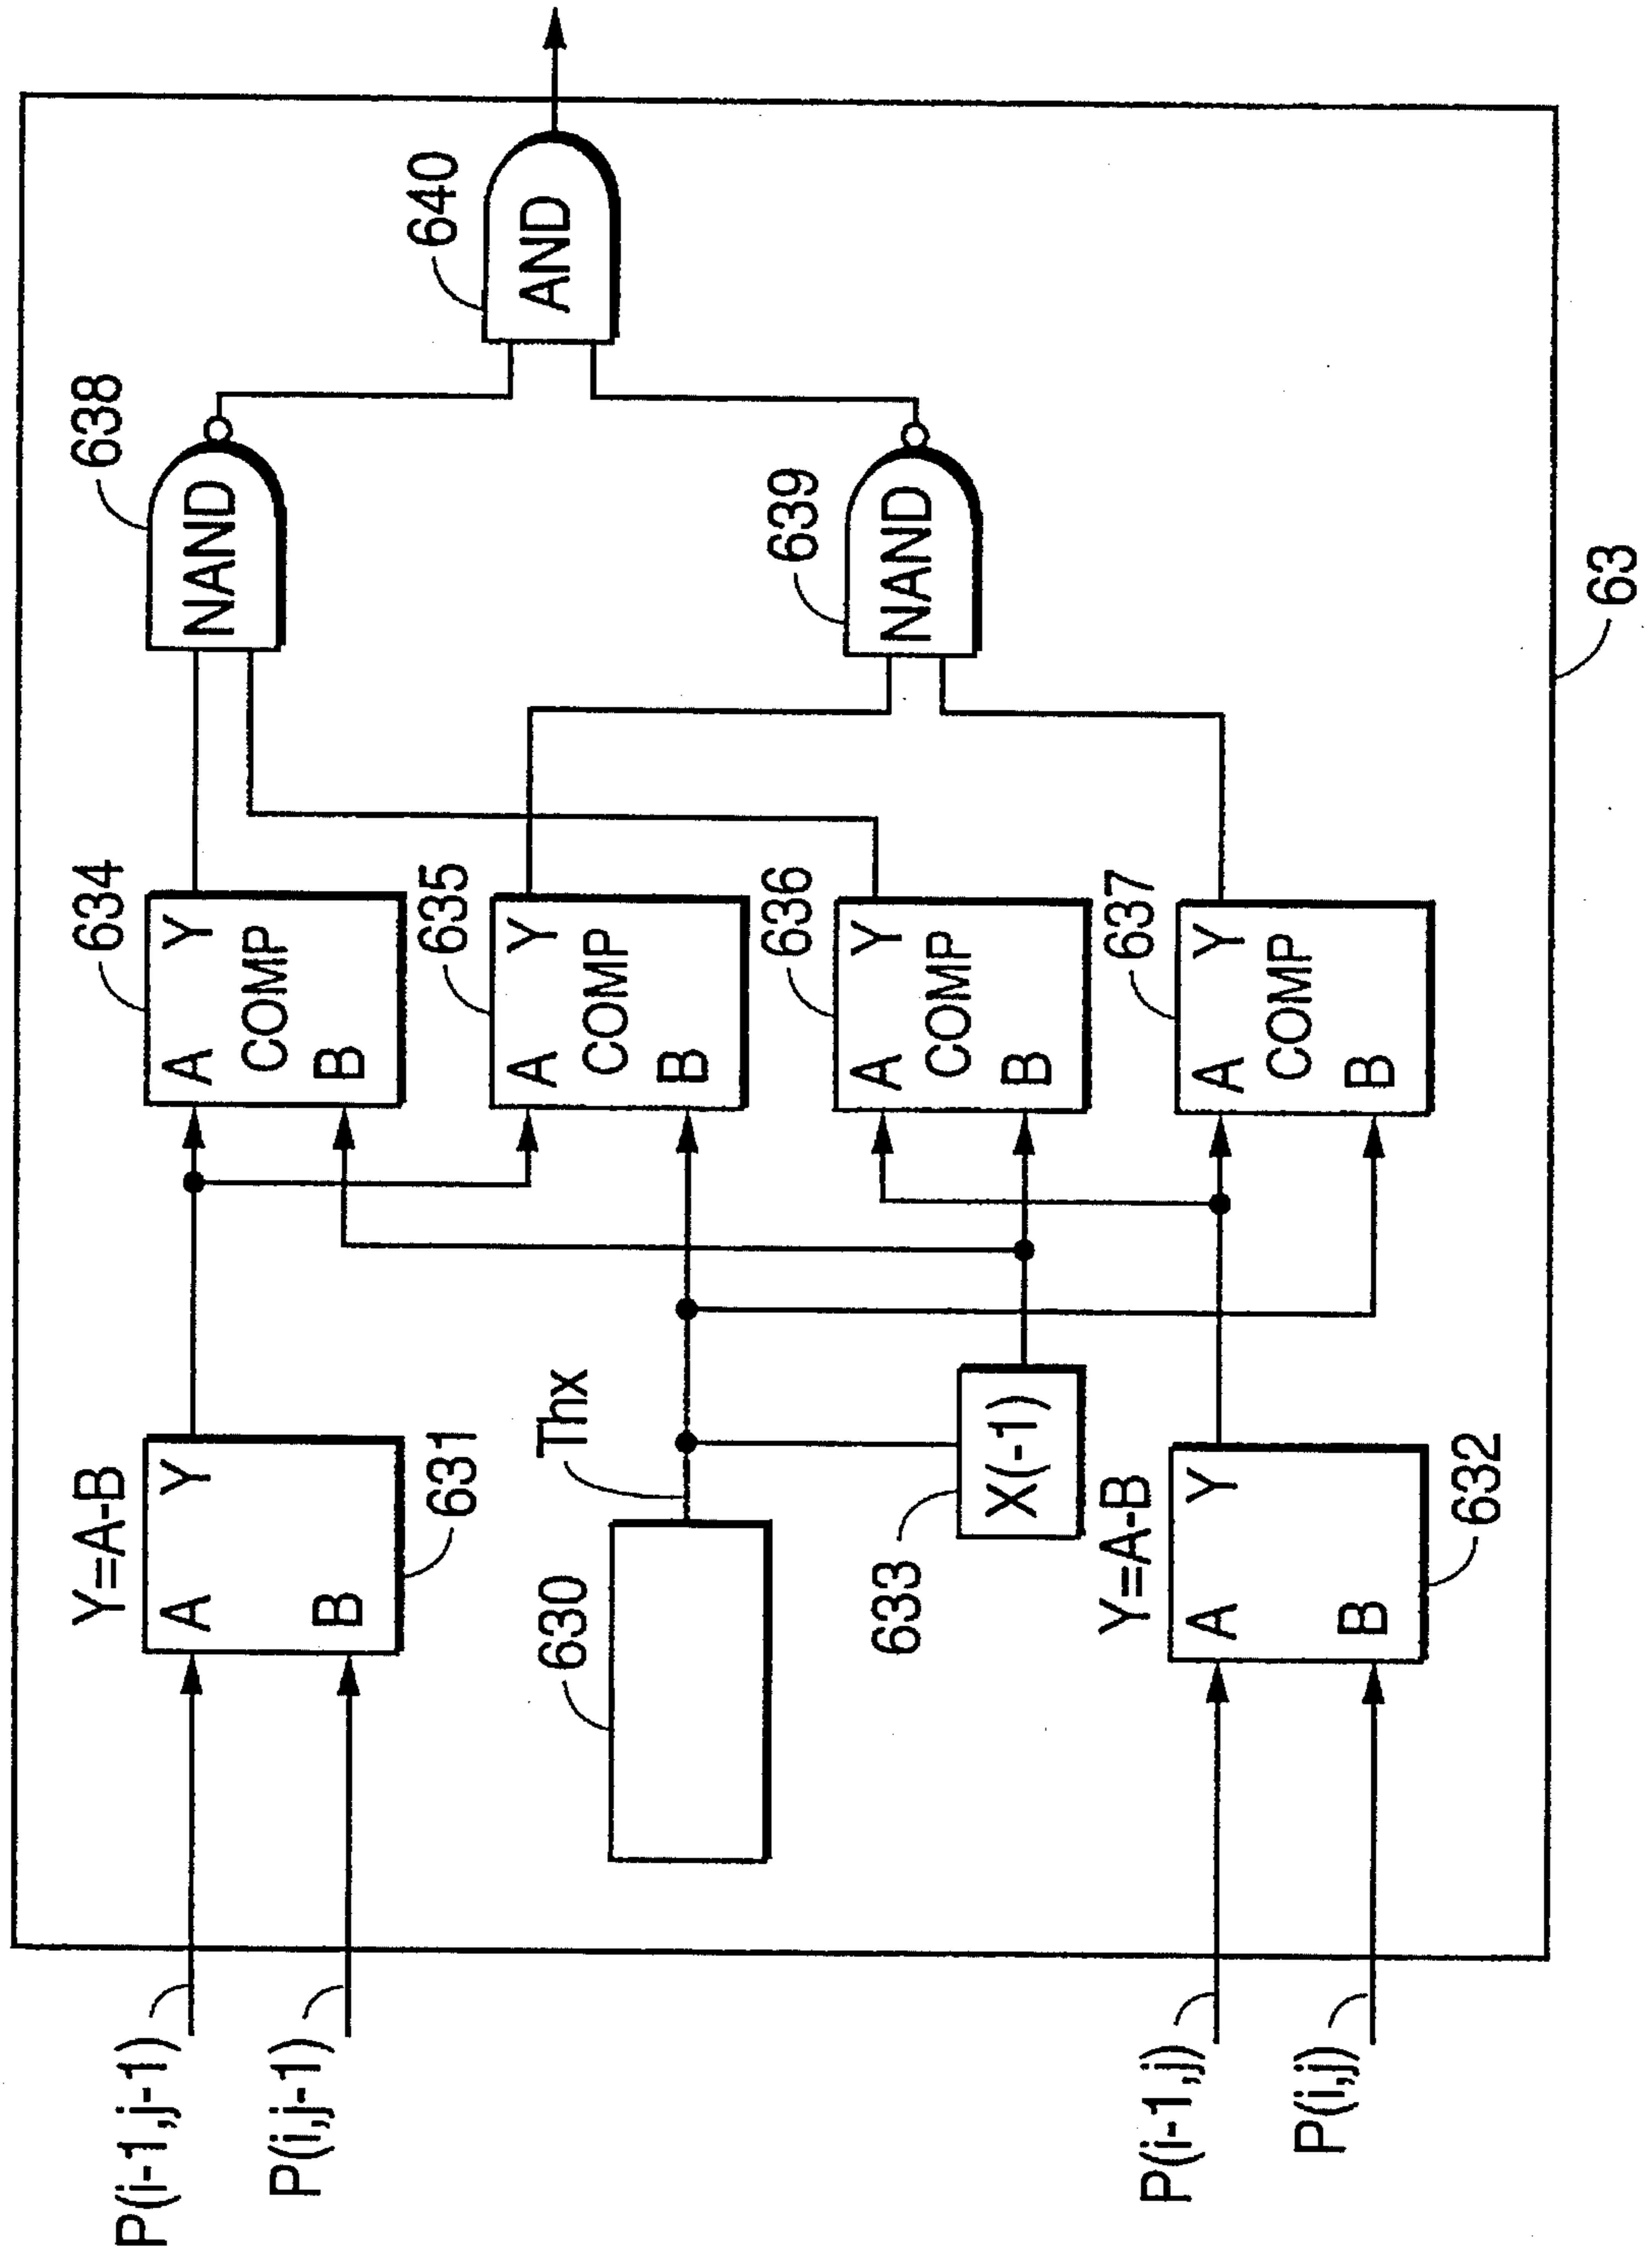 P(i-1,j-1)
P(i,j-1)
P(i-1,j)
P(i,j)
Y=A-B
A
Y
B
631
630
Thx
633
X(-1)
Y=A-B
A
Y
B
632
634
A
Y
COMP
B
635
A
Y
COMP
B
636
A
Y
COMP
B
637
A
Y
COMP
B
638
NAND
639
NAND
640
AND
63